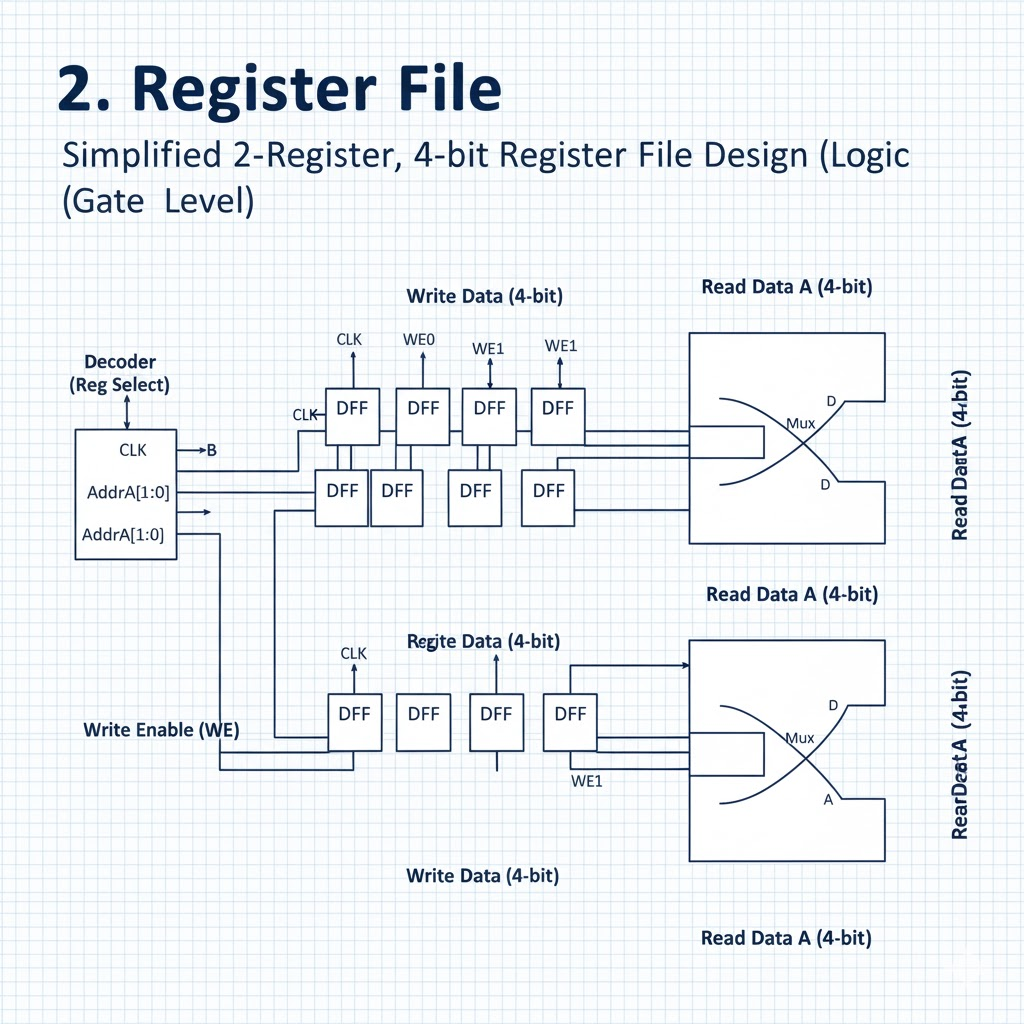 2. Register File
Simplified 2-Register, 4-bit Register File Design (Logic
(Gate Level)
Write Data (4-bit)
Read Data A (4-bit)
CLK
WE0
WE1
WE1
Decoder
(Reg Select)
CLK
DFF
DFF
DFF
DFF
CLK
B
AddrA[1:0]
AddrA[1:0]
DFF
DFF
DFF
DFF
D
Mux
D
Read A (4-bit)
Read Data A (4-bit)
Data (4-bit)
CLK
DFF
DFF
DFF
DFF
Write Enable (WE)
WE1
D
Mux
A
A (4-bit)
Write Data (4-bit)
Read Data A (4-bit)